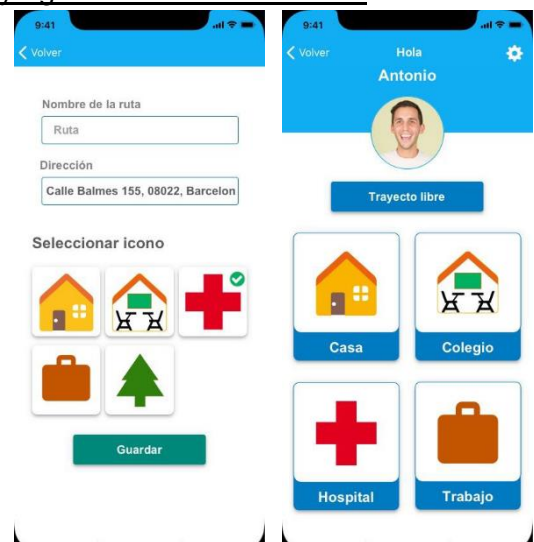 9:41
Volver
Nombre de la ruta
Ruta
Dirección
Calle Balmes 155, 08022, Barcelon
Seleccionar icono
Guardar
9:41
Volver
Hola
Antonio
Trayecto libre
Casa
Colegio
Hospital
Trabajo